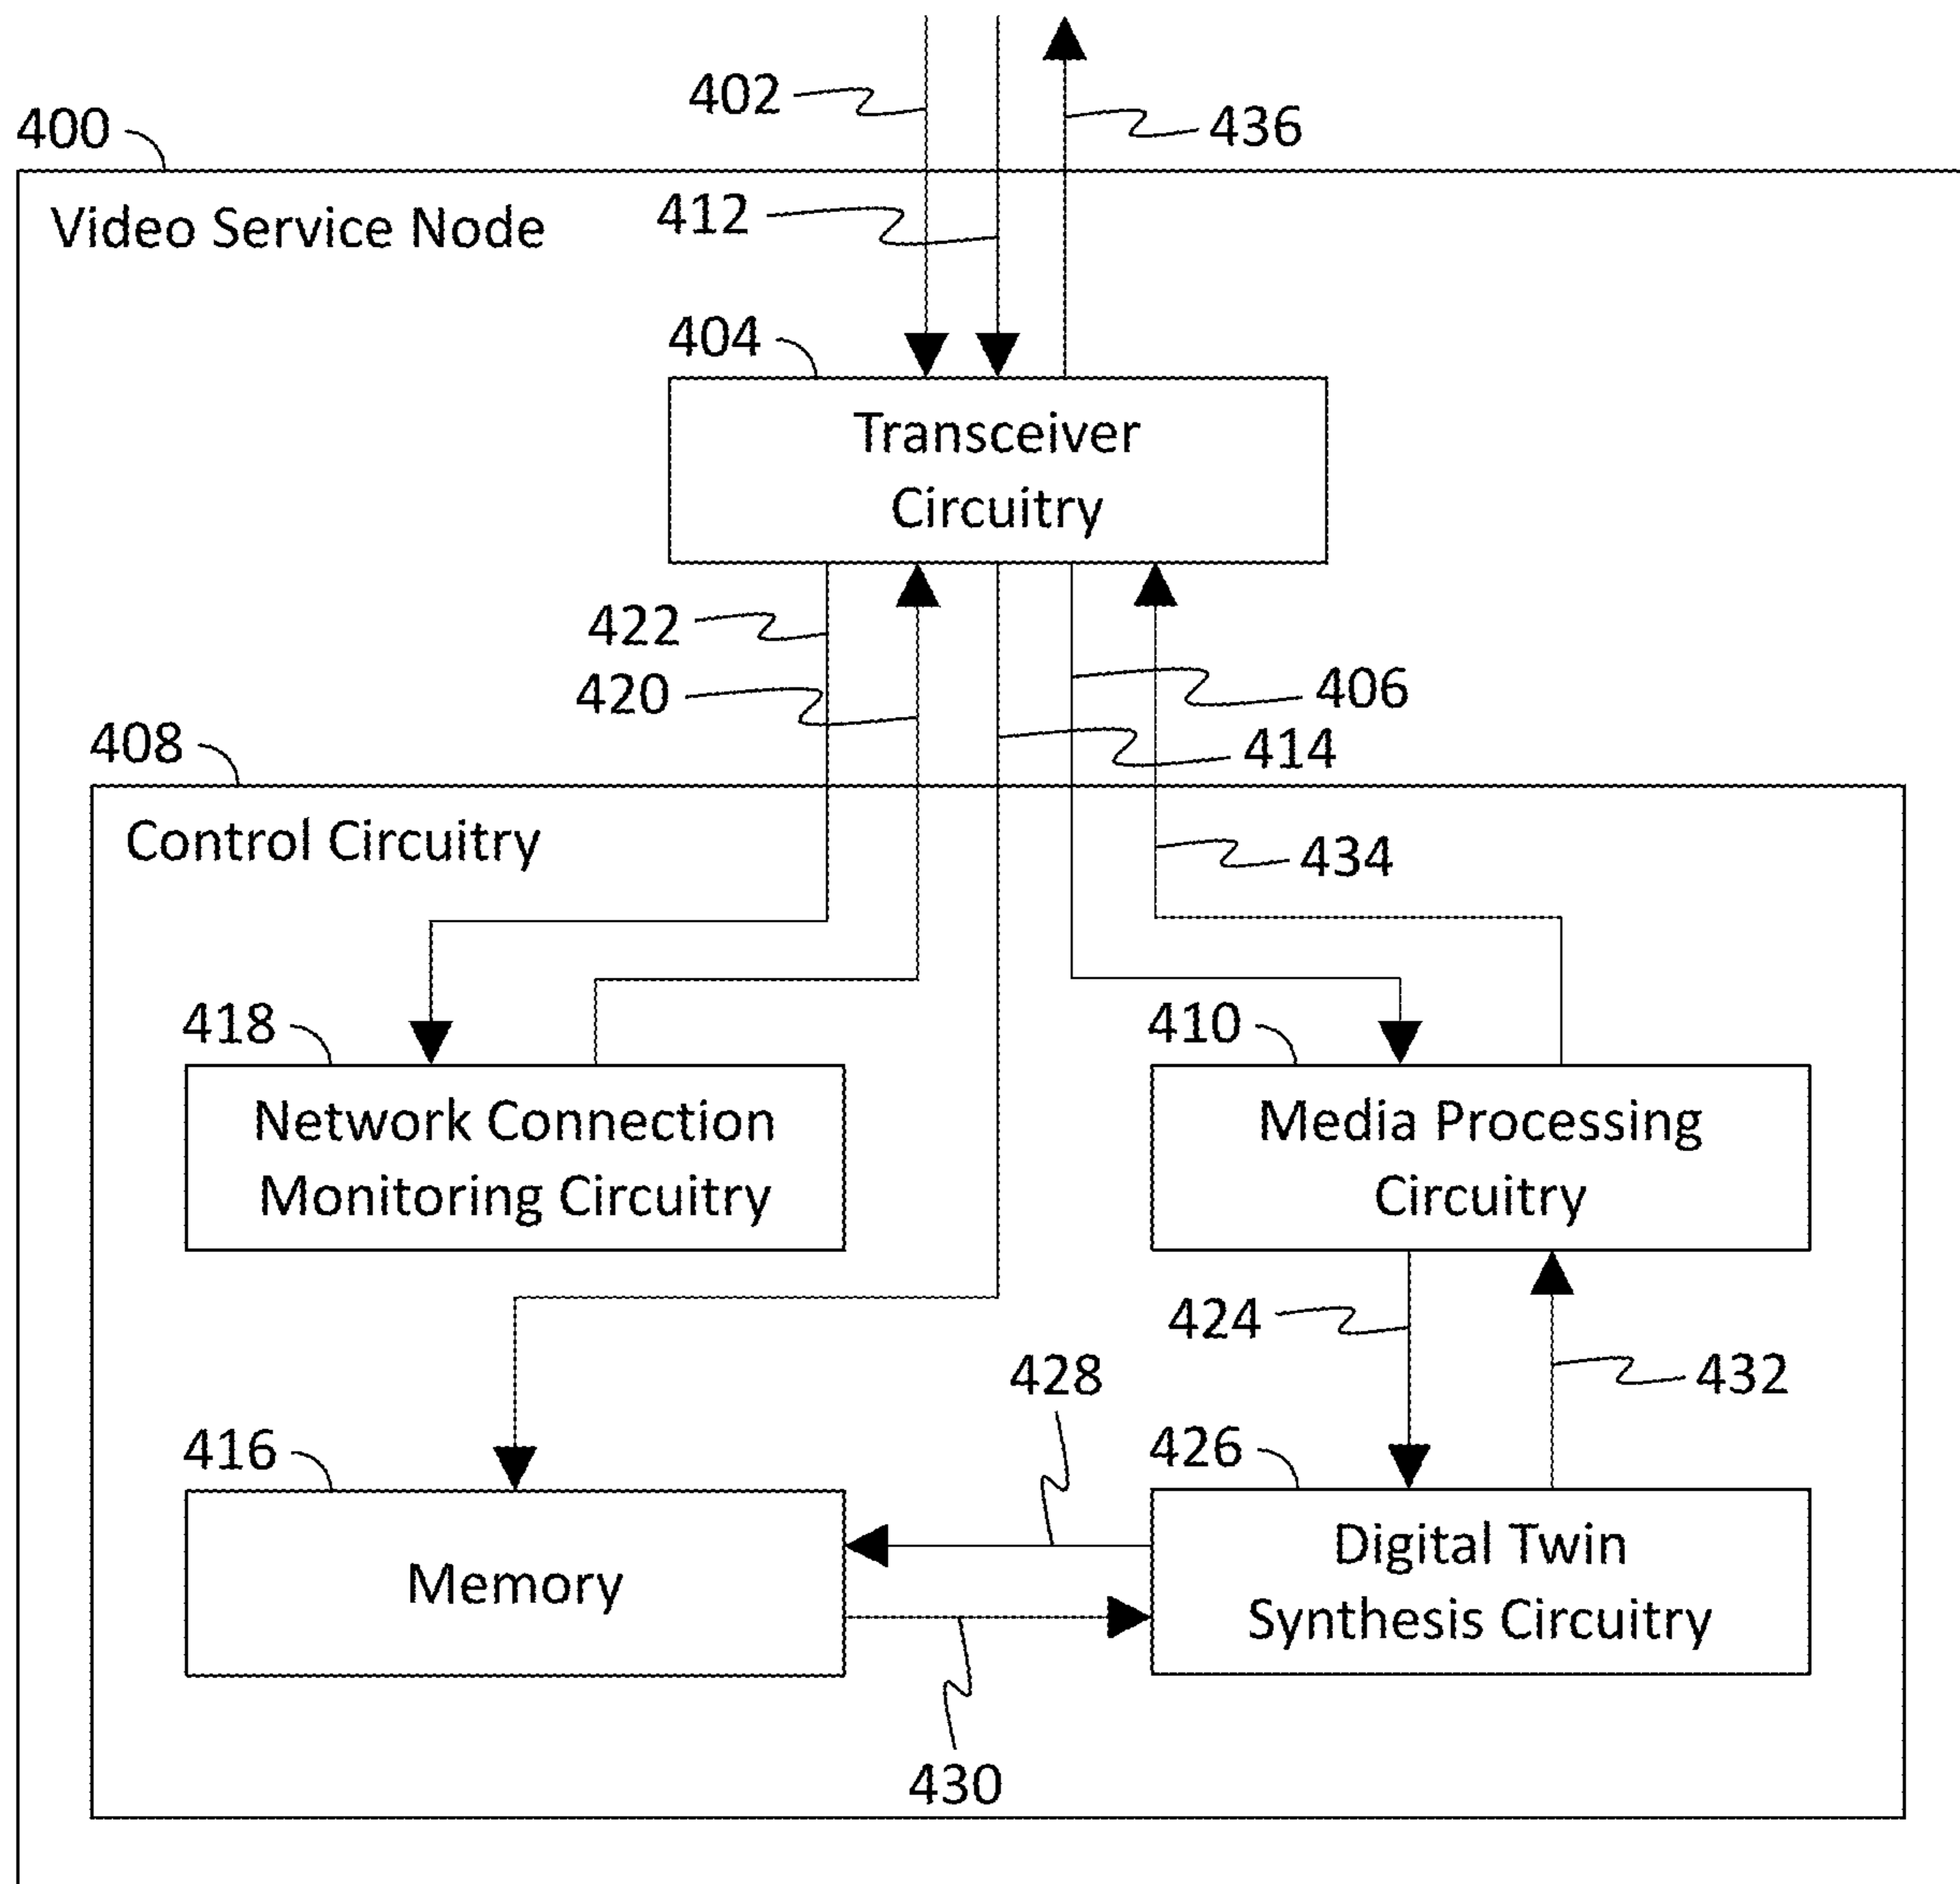 402
436
400
Video Service Node
412
404
Transceiver
Circuitry
422
420
406
414
408
Control Circuitry
434
418
410
Network Connection
Monitoring Circuitry
Media Processing
Circuitry
424
428
432
416
426
Memory
Digital Twin
Synthesis Circuitry
430